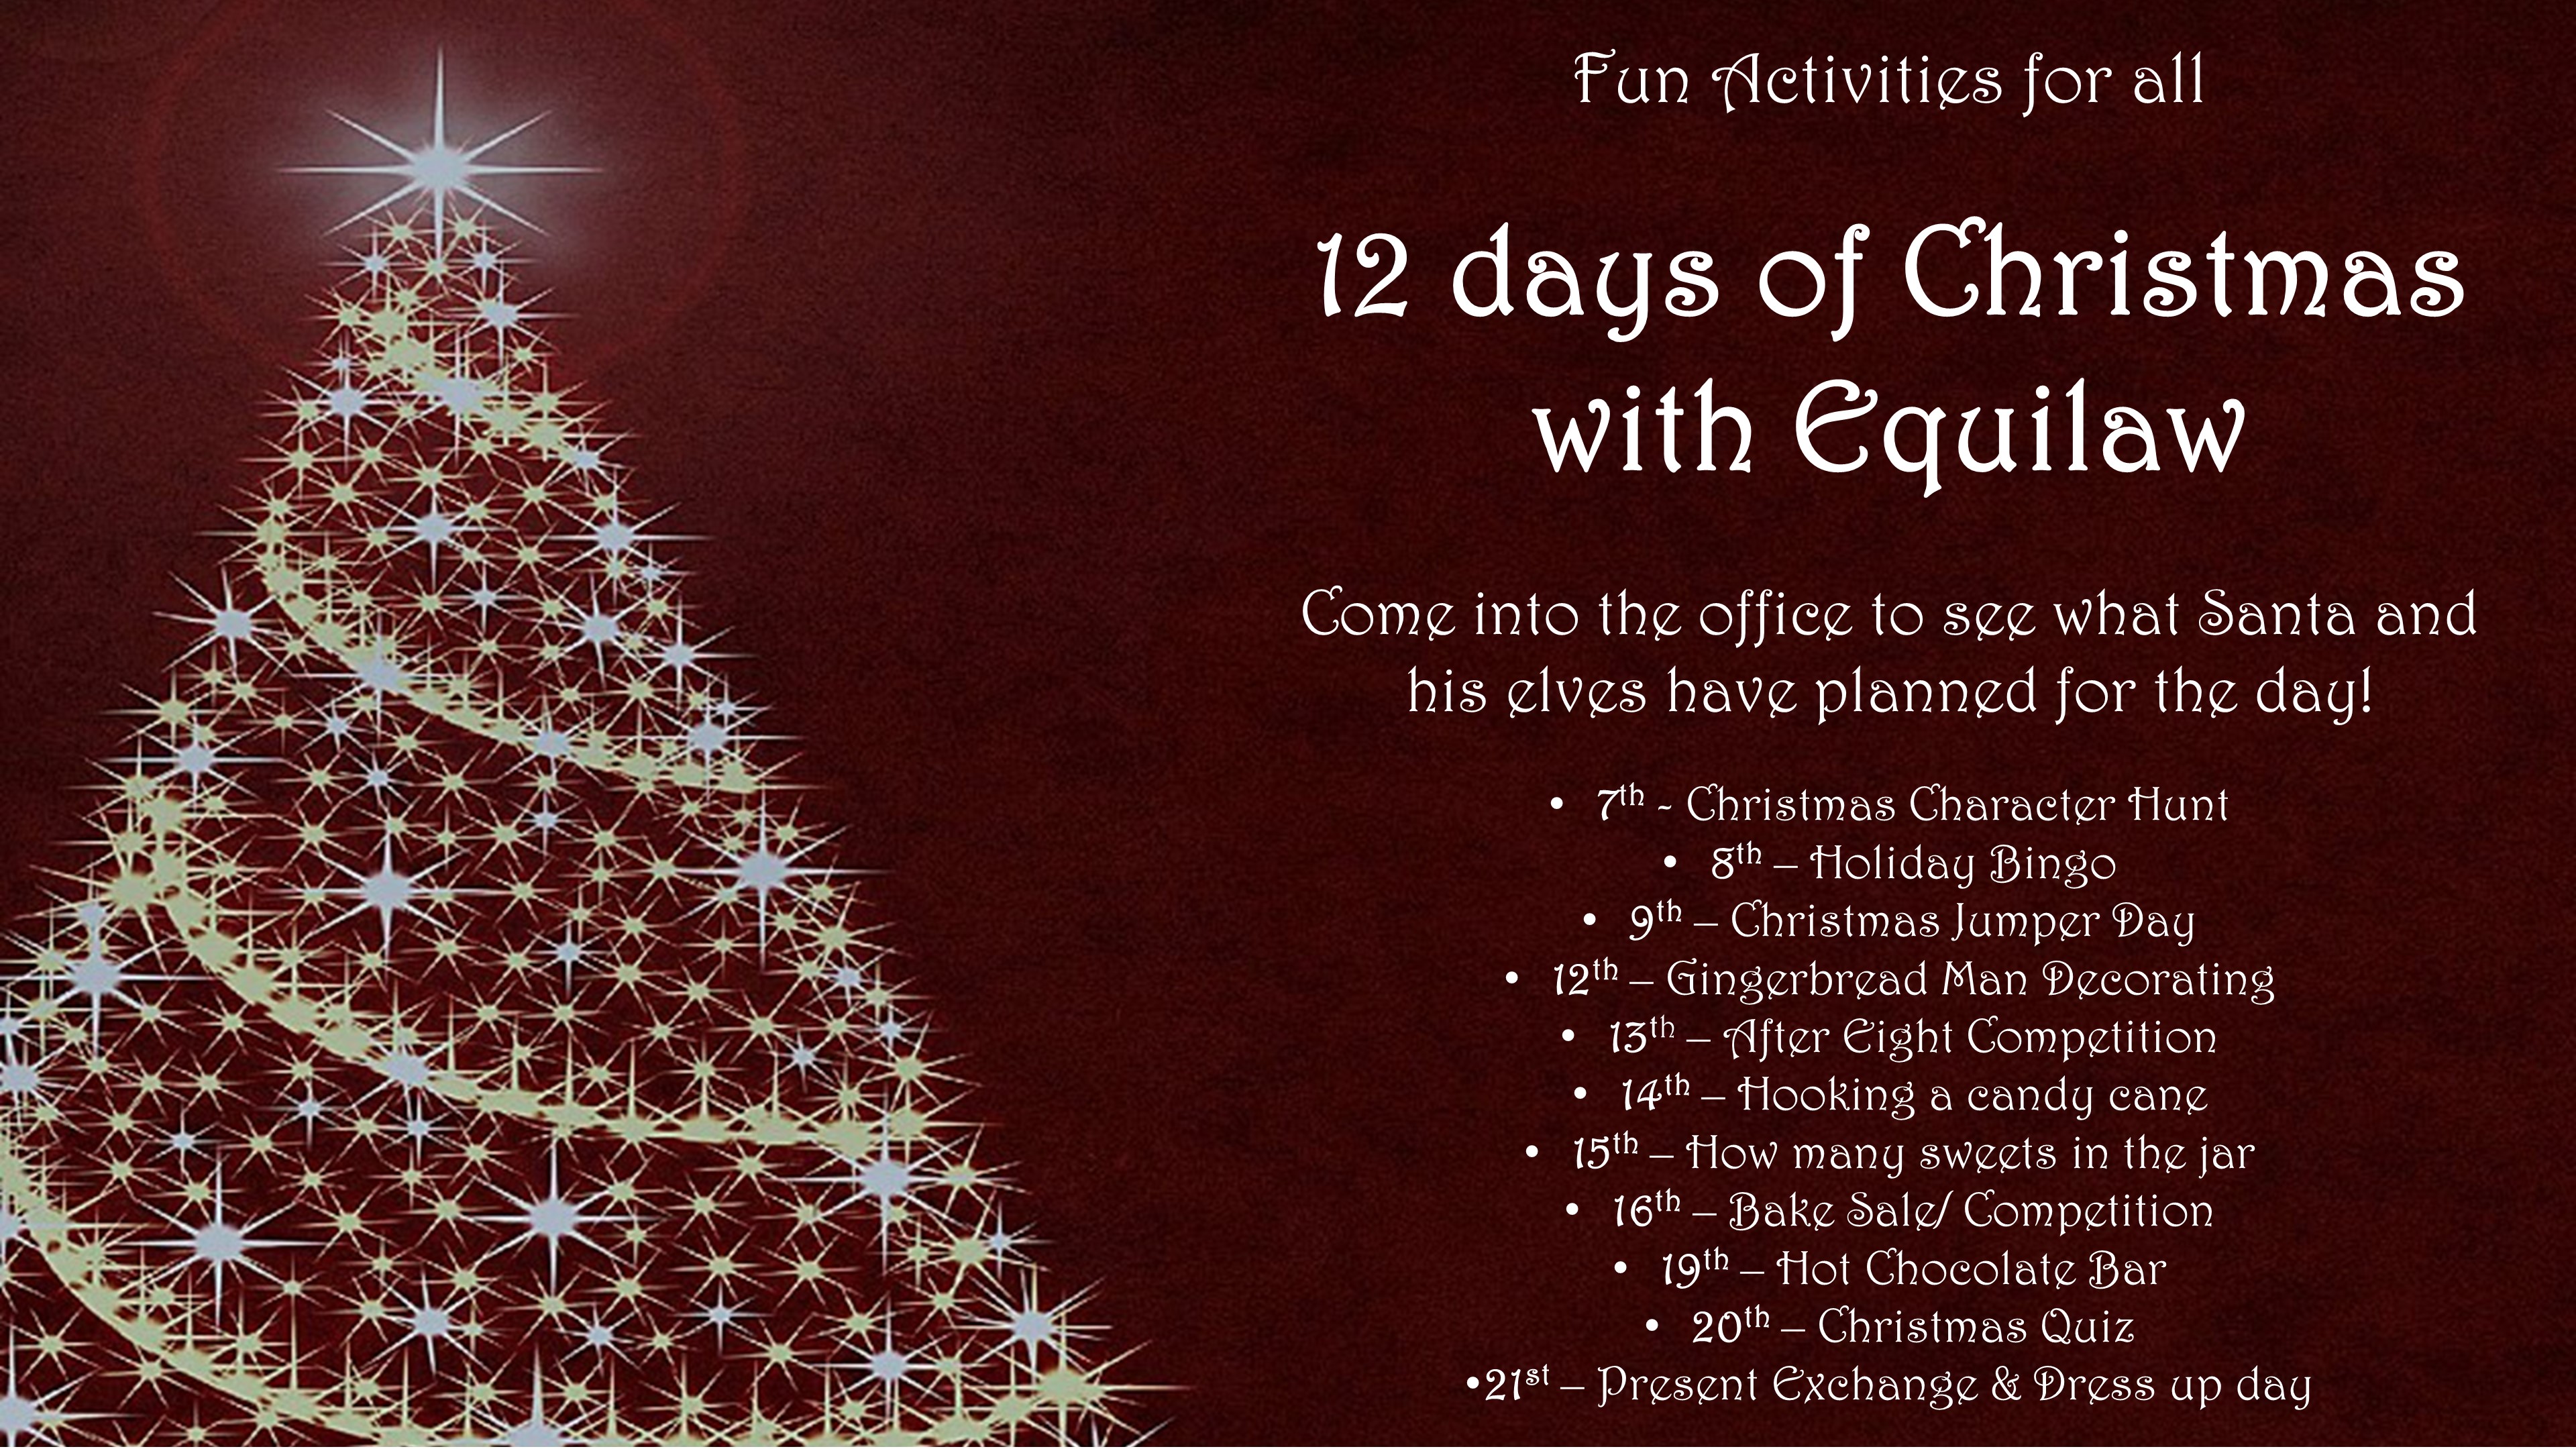 Fun Activities for all
12 days of Christmas
with Equilaw
Come into the office to see what Santa and
his elves have planned for the day!
• 7th - Christmas Character Hunt
• 8th – Holiday Bingo
• 9th – Christmas Jumper Day
• 12th – Gingerbread Man Decorating
• 13th – After Eight Competition
• 14th – Hooking a candy cane
• 15th – How many sweets in the jar
• 16th – Bake Sale/ Competition
• 19th – Hot Chocolate Bar
• 20th – Christmas Quiz
•21st – Present Exchange & Dress up day